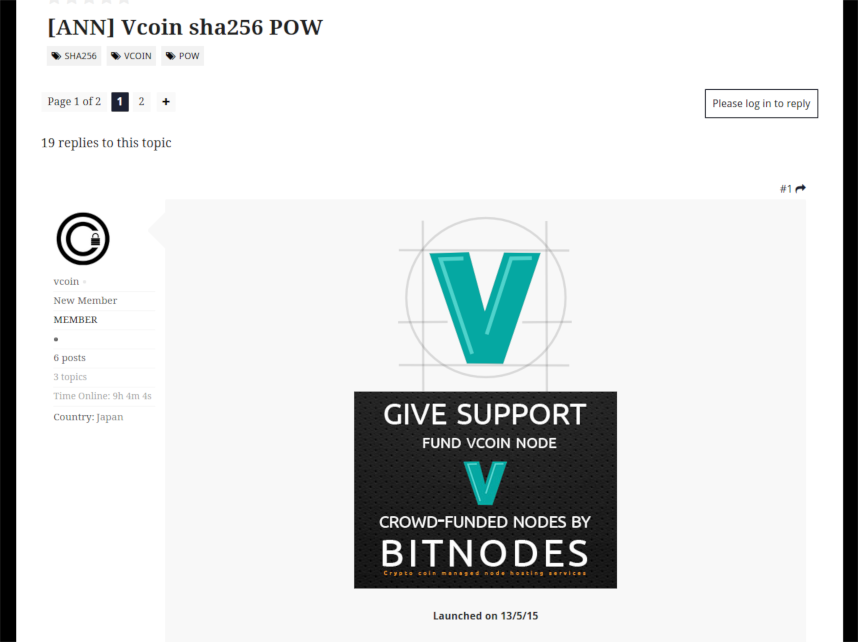 [ANN] Vcoin sha256 POW
SHA256 VCOIN POW
Page 1 of 2 1 2 +
Please log in to reply
19 replies to this topic
#1
vcoin
New Member
MEMBER
6 posts
3 topics
Time Online: 9h 4m 4s
Country: Japan
V
GIVE SUPPORT
FUND VCOIN NODE
V
CROWD-FUNDED NODES BY
BITNODES
Crypto coin managed node hosting services
Launched on 13/5/15